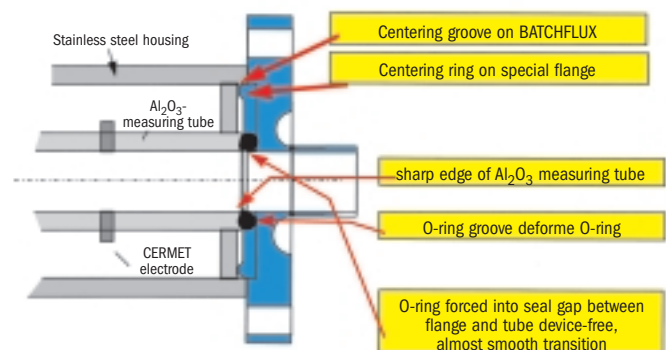 Centering groove on BATCHFLUX
Stainless steel housing
Centering ring on special flange
Al₂O₃-
measuring tube
sharp edge of Al₂O₃ measuring tube
O-ring groove deforme O-ring
CERMET
electrode
O-ring forced into seal gap between
flange and tube device-free,
almost smooth transition